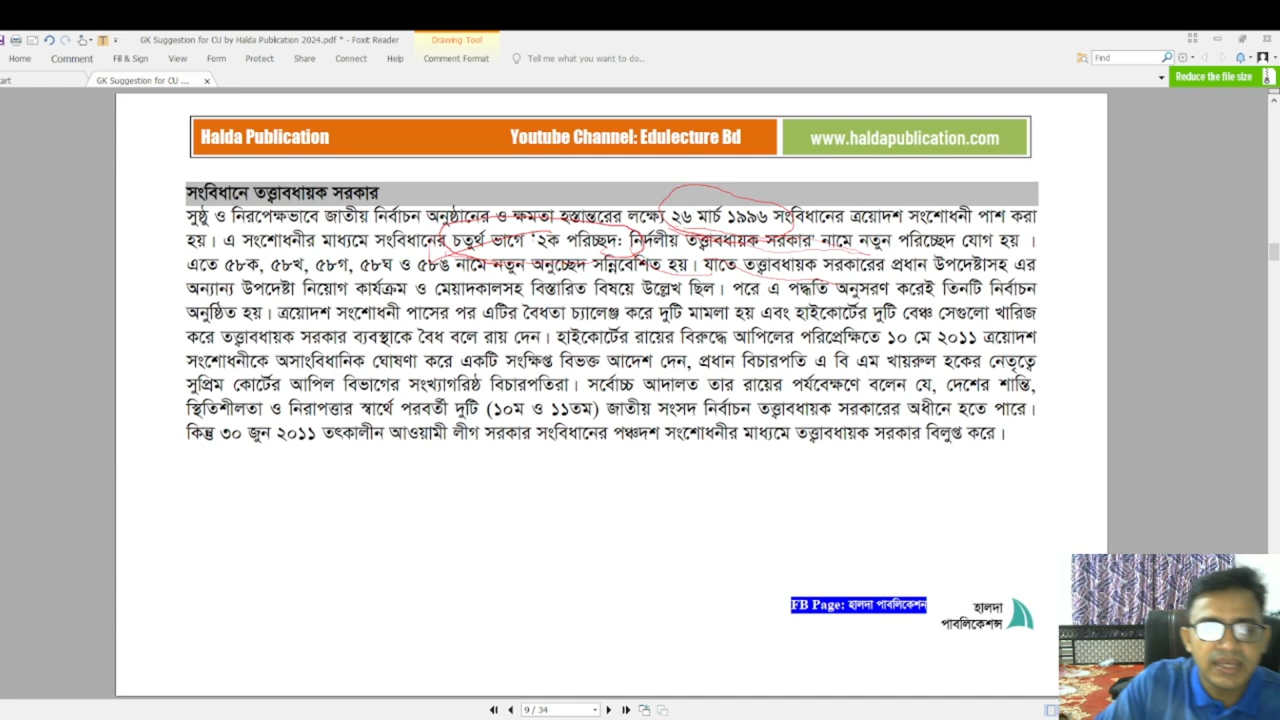 GK Suggestion for CU by Halda Publication 2024.pdf * - Foxit Reader
Drawing Tool
Home Comment Fill & Sign View Form Protect Share Connect Help Comment Format Tell me what you want to do.. Find
art GK Suggestion for CU ... × Reduce the file size
Halda Publication Youtube Channel: Edulecture Bd www.haldapublication.com
সংবিধানে তত্ত্বাবধায়ক সরকার
সুষ্ঠু ও নিরপেক্ষভাবে জাতীয় নির্বাচন অনুষ্ঠানের ও ক্ষমতা হস্তান্তরের লক্ষ্যে ২৬ মার্চ ১৯৯৬ সংবিধানের ত্রয়োদশ সংশোধনী পাশ করা
হয়। এ সংশোধনীর মাধ্যমে সংবিধানের চতুর্থ ভাগে ‘২ক পরিচ্ছদ: নির্দলীয় তত্ত্বাবধায়ক সরকার’ নামে নতুন পরিচ্ছেদ যোগ হয় ।
এতে ৫৮ক, ৫৮খ, ৫৮গ, ৫৮ঘ ও ৫৮ঙ নামে নতুন অনুচ্ছেদ সন্নিবেশিত হয়। যাতে তত্ত্বাবধায়ক সরকারের প্রধান উপদেষ্টাসহ এর
অন্যান্য উপদেষ্টা নিয়োগ কার্যক্রম ও মেয়াদকালসহ বিস্তারিত বিষয়ে উল্লেখ ছিল। পরে এ পদ্ধতি অনুসরণ করেই তিনটি নির্বাচন
অনুষ্ঠিত হয়। ত্রয়োদশ সংশোধনী পাসের পর এটির বৈধতা চ্যালেঞ্জ করে দুটি মামলা হয় এবং হাইকোর্টের দুটি বেঞ্চ সেগুলো খারিজ
করে তত্ত্বাবধায়ক সরকার ব্যবস্থাকে বৈধ বলে রায় দেন। হাইকোর্টের রায়ের বিরুদ্ধে আপিলের পরিপ্রেক্ষিতে ১০ মে ২০১১ ত্রয়োদশ
সংশোধনীকে অসাংবিধানিক ঘোষণা করে একটি সংক্ষিপ্ত বিভক্ত আদেশ দেন, প্রধান বিচারপতি এ বি এম খায়রুল হকের নেতৃত্বে
সুপ্রিম কোর্টের আপিল বিভাগের সংখ্যাগরিষ্ঠ বিচারপতিরা। সর্বোচ্চ আদালত তার রায়ের পর্যবেক্ষণে বলেন যে, দেশের শান্তি,
স্থিতিশীলতা ও নিরাপত্তার স্বার্থে পরবর্তী দুটি (১০ম ও ১১তম) জাতীয় সংসদ নির্বাচন তত্ত্বাবধায়ক সরকারের অধীনে হতে পারে।
কিন্তু ৩০ জুন ২০১১ তৎকালীন আওয়ামী লীগ সরকার সংবিধানের পঞ্চদশ সংশোধনীর মাধ্যমে তত্ত্বাবধায়ক সরকার বিলুপ্ত করে।
FB Page: হালদা পাবলিকেশন
হালদা
পাবলিকেশন্স
9 / 34